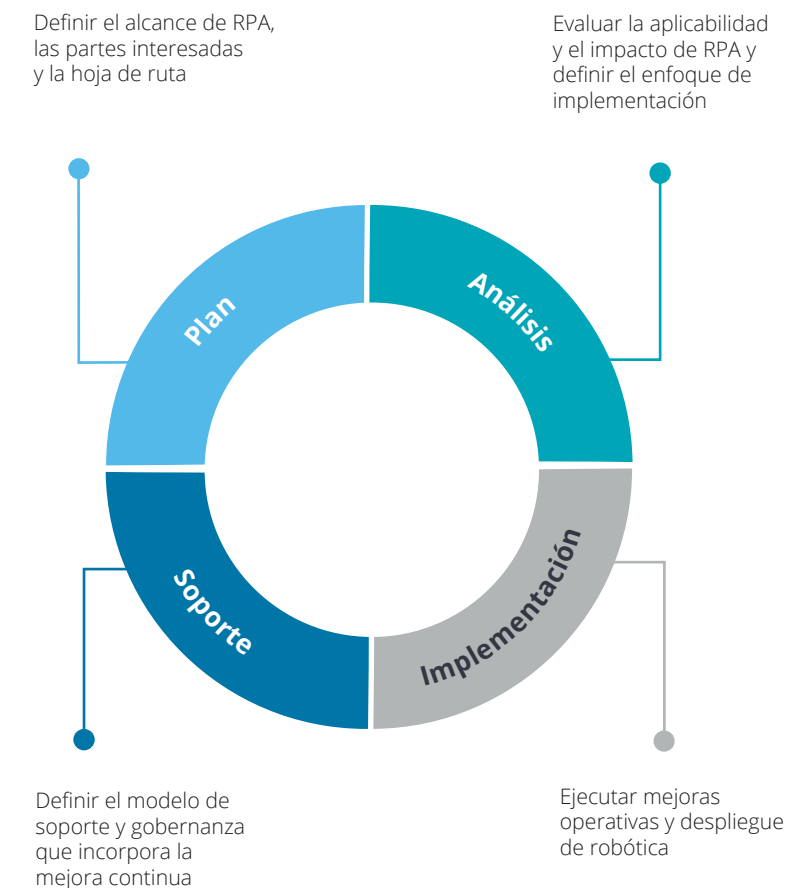 Definir el alcance de RPA,
las partes interesadas
y la hoja de ruta
Evaluar la aplicabilidad
y el impacto de RPA y
definir el enfoque de
implementación
Plan
Análisis
Soporte
Implementación
Definir el modelo de
soporte y gobernanza
que incorpora la
mejora continua
Ejecutar mejoras
operativas y despliegue
de robótica